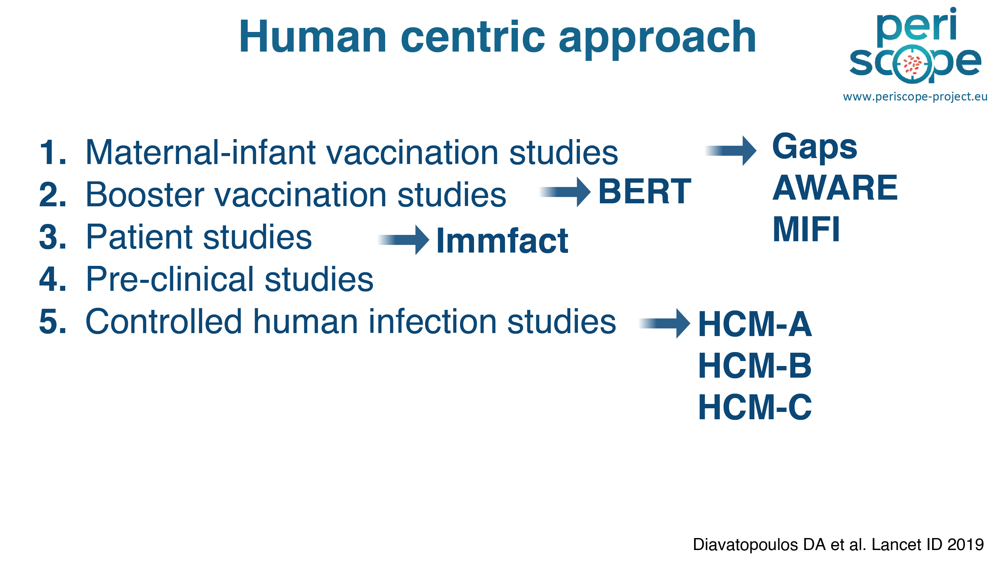 Human centric approach
peri
scope
www.periscope-project.eu
1. Maternal-infant vaccination studies
Gaps
AWARE
MIFI
2. Booster vaccination studies
BERT
3. Patient studies
Immfact
4. Pre-clinical studies
5. Controlled human infection studies
HCM-A
HCM-B
HCM-C
Diavatopoulos DA et al. Lancet ID 2019